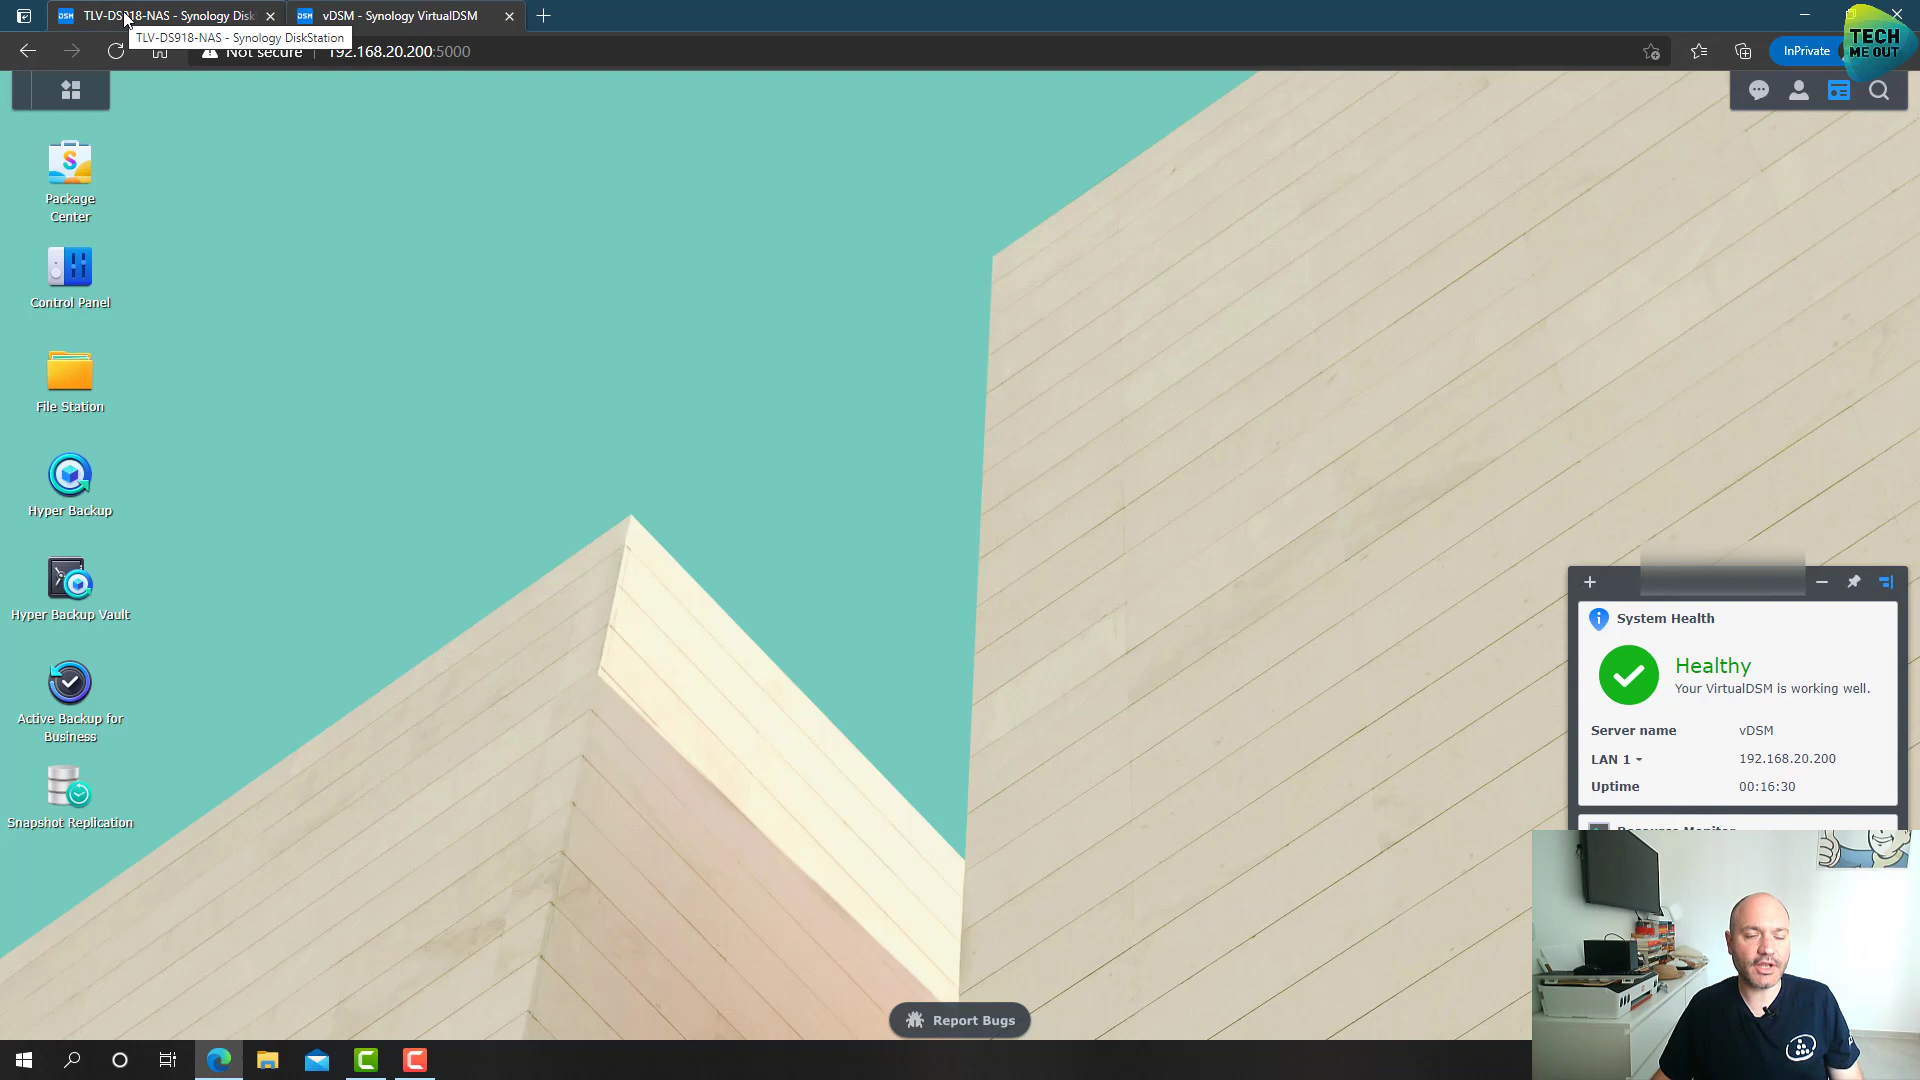 TLV-DS918-NAS - Synology Disk
vDSM - Synology VirtualDSM
TLV-DS918-NAS - Synology DiskStation
Not secure
192.168.20.200:5000
InPrivate
TECH
ME OUT
Package
Center
Control Panel
File Station
Hyper Backup
Hyper Backup Vault
Active Backup for
Business
Snapshot Replication
System Health
Healthy
Your VirtualDSM is working well.
Server name vDSM
LAN 1 192.168.20.200
Uptime 00:16:30
Resource Monitor
Report Bugs